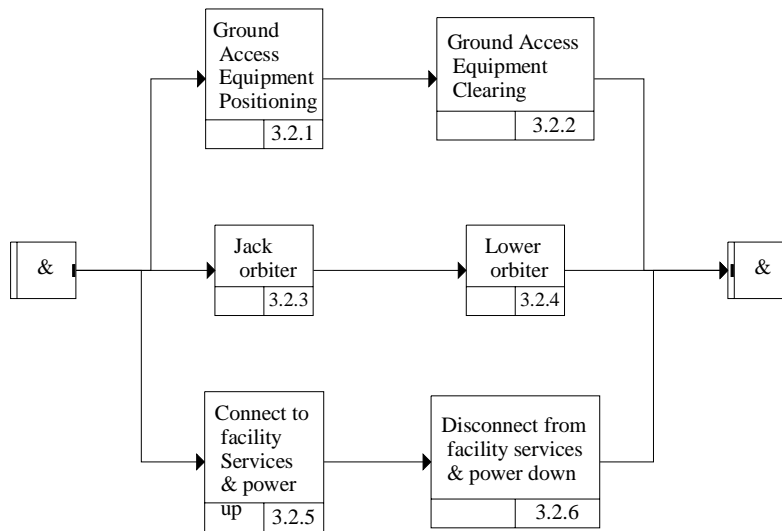 Ground
Access
Equipment
Positioning
3.2.1
Ground Access
Equipment
Clearing
3.2.2
&
Jack
orbiter
3.2.3
Lower
orbiter
3.2.4
&
Connect to
facility
Services
& power
up
3.2.5
Disconnect from
facility services
& power down
3.2.6